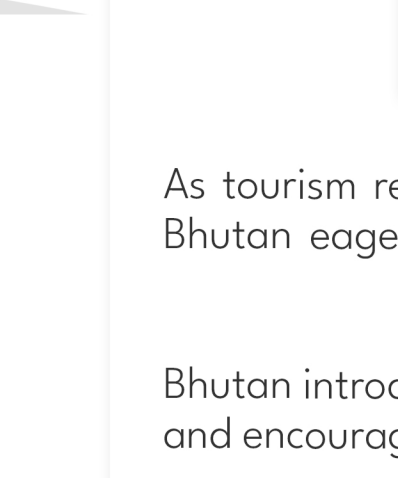 As tourism re
Bhutan eage
Bhutan introd
and encourag